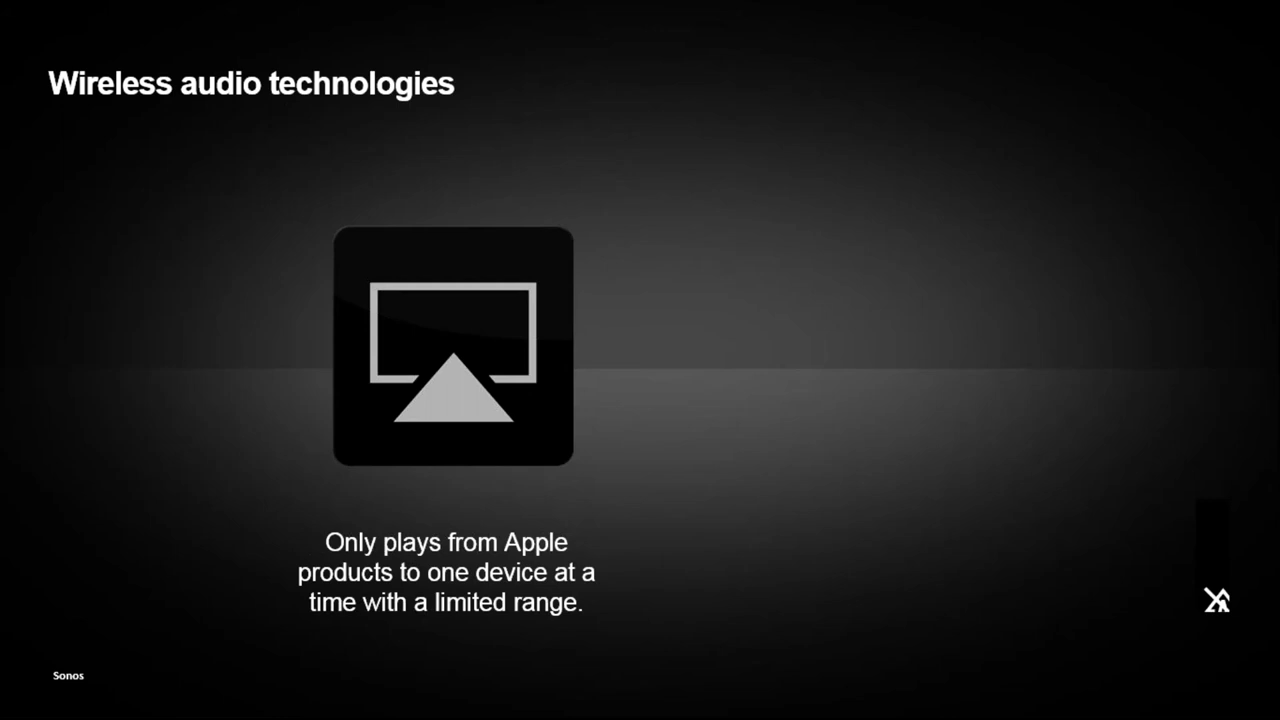 Wireless audio technologies
Only plays from Apple
products to one device at a
time with a limited range.
Sonos